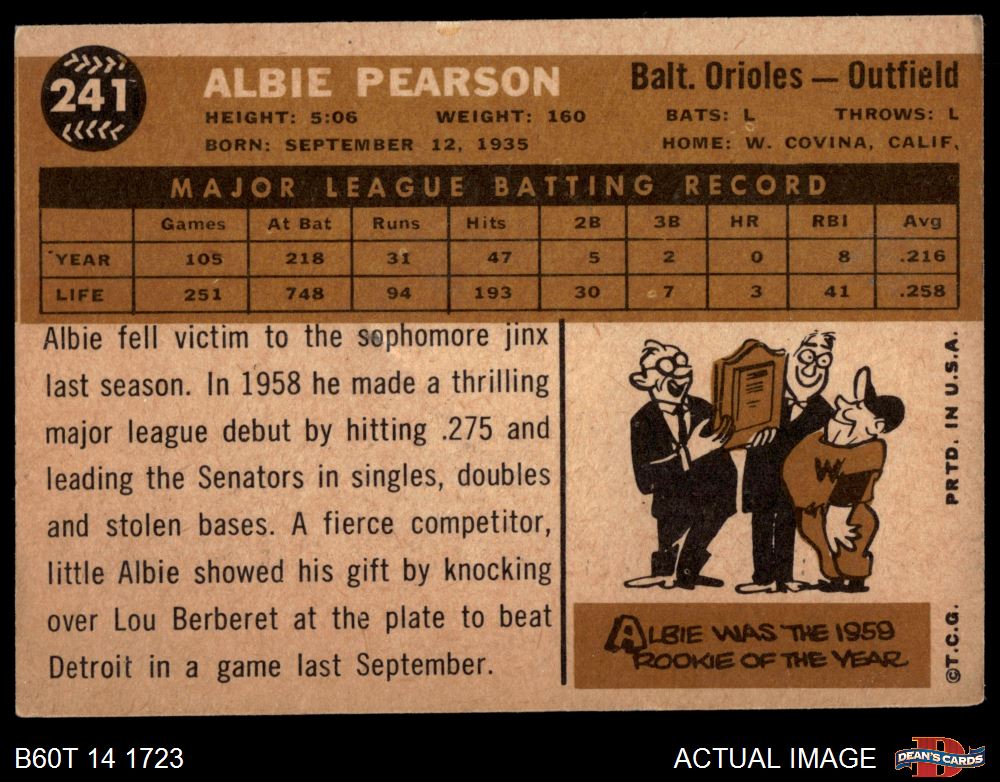 241
ALBIE PEARSON
Balt. Orioles — Outfield
HEIGHT: 5:06 WEIGHT: 160 BATS: L THROWS: L
BORN: SEPTEMBER 12, 1935 HOME: W. COVINA, CALIF.
MAJOR LEAGUE BATTING RECORD
Games At Bat Runs Hits 2B 3B HR RBI Avg
YEAR 105 218 31 47 5 2 0 8 .216
LIFE 251 748 94 193 30 7 3 41 .258
Albie fell victim to the sophomore jinx
last season. In 1958 he made a thrilling
major league debut by hitting .275 and
leading the Senators in singles, doubles
and stolen bases. A fierce competitor,
little Albie showed his gift by knocking
over Lou Berberet at the plate to beat
Detroit in a game last September.
W
ALBIE WAS THE 1959
ROOKIE OF THE YEAR
PRTD. IN U.S.A.
©T.C.G.
B60T 14 1723
ACTUAL IMAGE
D
DEAN'S CARDS